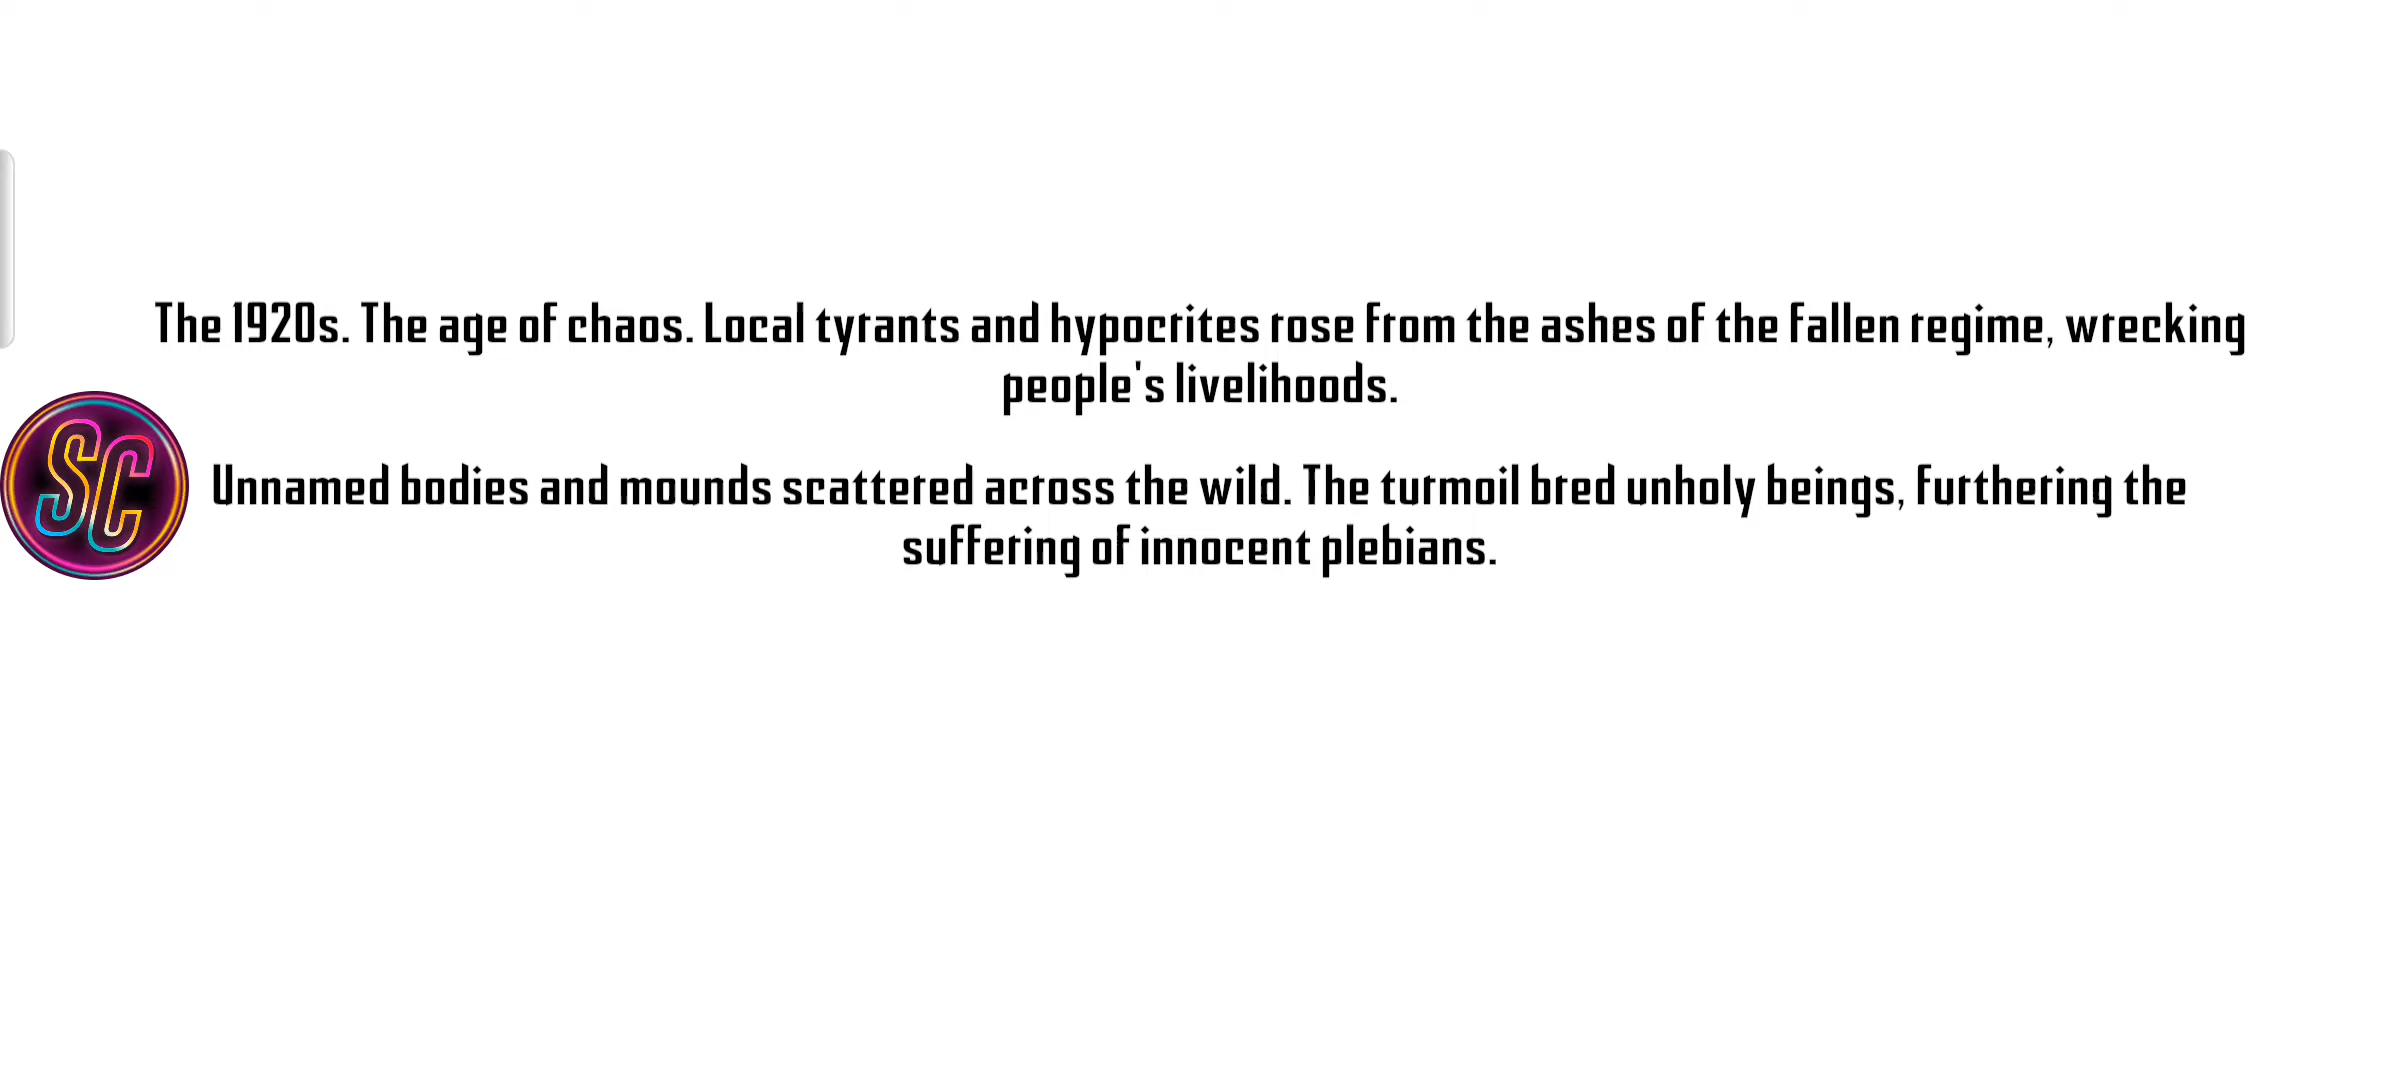 The 1920s. The age of chaos. Local tyrants and hypocrites rose from the ashes of the fallen regime, wrecking
people's livelihoods.
SC
Unnamed bodies and mounds scattered across the wild. The turmoil bred unholy beings, furthering the
suffering of innocent plebians.